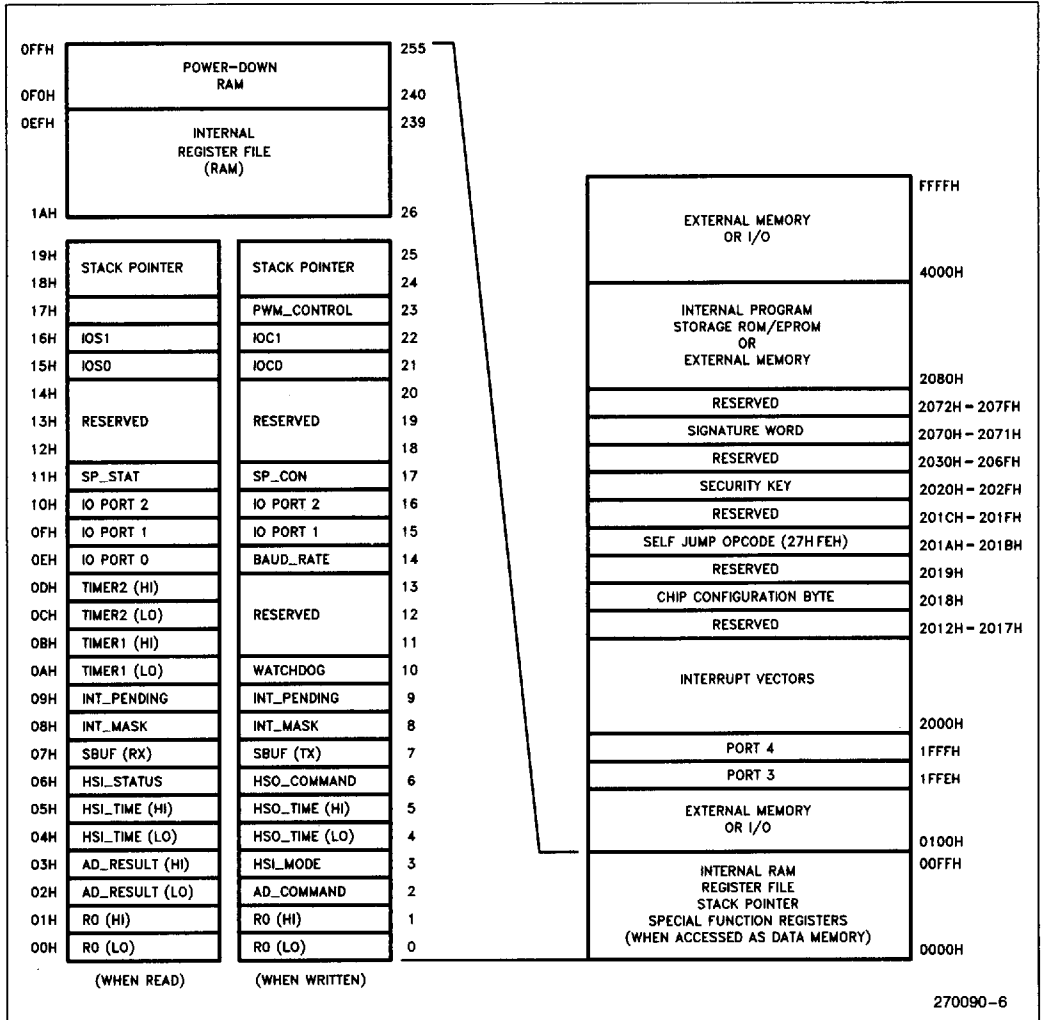 0FFH POWER-DOWN RAM 255
0F0H 240
0EFH INTERNAL REGISTER FILE (RAM) 239
1AH 26
19H STACK POINTER STACK POINTER 25
18H 24
17H PWM_CONTROL 23
16H IOS1 IOC1 22
15H IOS0 IOC0 21
14H 20
13H RESERVED RESERVED 19
12H 18
11H SP_STAT SP_CON 17
10H IO PORT 2 IO PORT 2 16
0FH IO PORT 1 IO PORT 1 15
0EH IO PORT 0 BAUD_RATE 14
0DH TIMER2 (HI) 13
0CH TIMER2 (LO) RESERVED 12
0BH TIMER1 (HI) 11
0AH TIMER1 (LO) WATCHDOG 10
09H INT_PENDING INT_PENDING 9
08H INT_MASK INT_MASK 8
07H SBUF (RX) SBUF (TX) 7
06H HSI_STATUS HSO_COMMAND 6
05H HSI_TIME (HI) HSO_TIME (HI) 5
04H HSI_TIME (LO) HSO_TIME (LO) 4
03H AD_RESULT (HI) HSI_MODE 3
02H AD_RESULT (LO) AD_COMMAND 2
01H R0 (HI) R0 (HI) 1
00H R0 (LO) R0 (LO) 0
(WHEN READ) (WHEN WRITTEN)
FFFFH
EXTERNAL MEMORY
OR I/O
4000H
INTERNAL PROGRAM
STORAGE ROM/EPROM
OR
EXTERNAL MEMORY
2080H
RESERVED 2072H-207FH
SIGNATURE WORD 2070H-2071H
RESERVED 2030H-206FH
SECURITY KEY 2020H-202FH
RESERVED 201CH-201FH
SELF JUMP OPCODE (27H FEH) 201AH-201BH
RESERVED 2019H
CHIP CONFIGURATION BYTE 2018H
RESERVED 2012H-2017H
INTERRUPT VECTORS
2000H
PORT 4 1FFFH
PORT 3 1FFEH
EXTERNAL MEMORY
OR I/O
0100H
00FFH
INTERNAL RAM
REGISTER FILE
STACK POINTER
SPECIAL FUNCTION REGISTERS
(WHEN ACCESSED AS DATA MEMORY)
0000H
270090-6